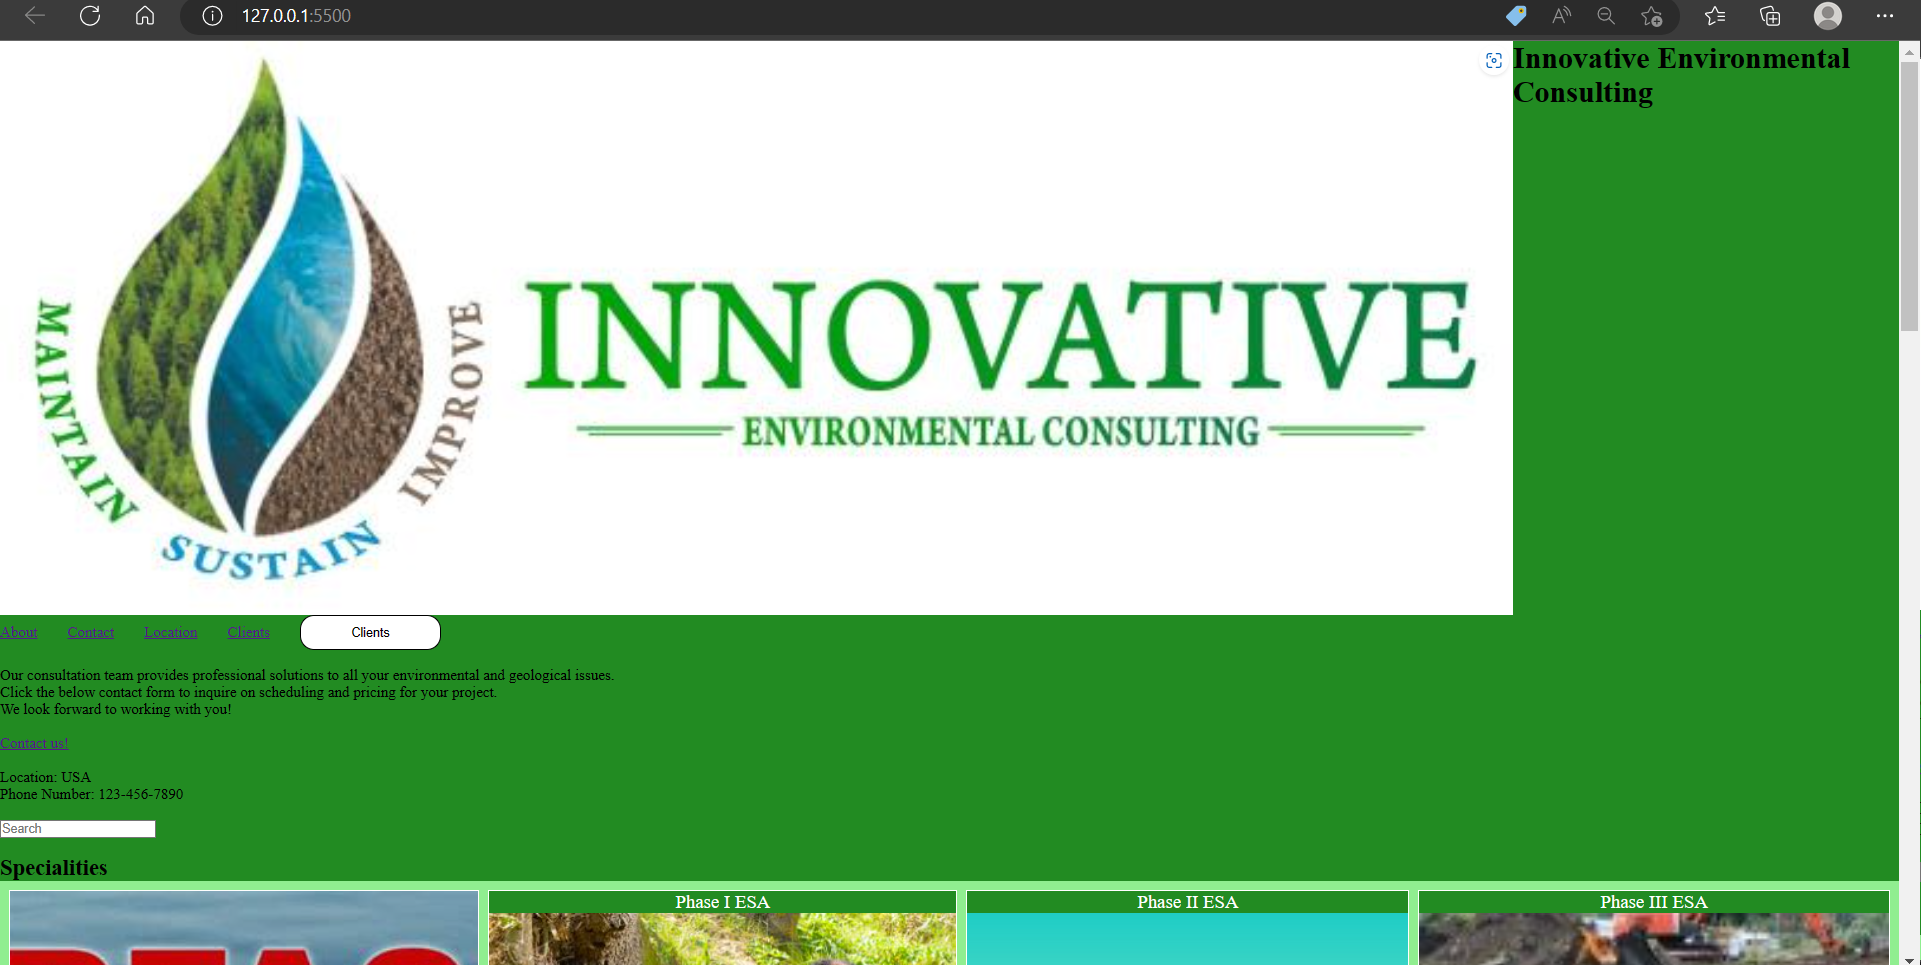 127.0.0.1:5500
Innovative Environmental
Consulting
MAINTAIN
SUSTAIN
IMPROVE
INNOVATIVE
ENVIRONMENTAL CONSULTING
About Contact Location Clients Clients
Our consultation team provides professional solutions to all your environmental and geological issues.
Click the below contact form to inquire on scheduling and pricing for your project.
We look forward to working with you!
Contact us!
Location: USA
Phone Number: 123-456-7890
Search
Specialities
Phase I ESA
Phase II ESA
Phase III ESA